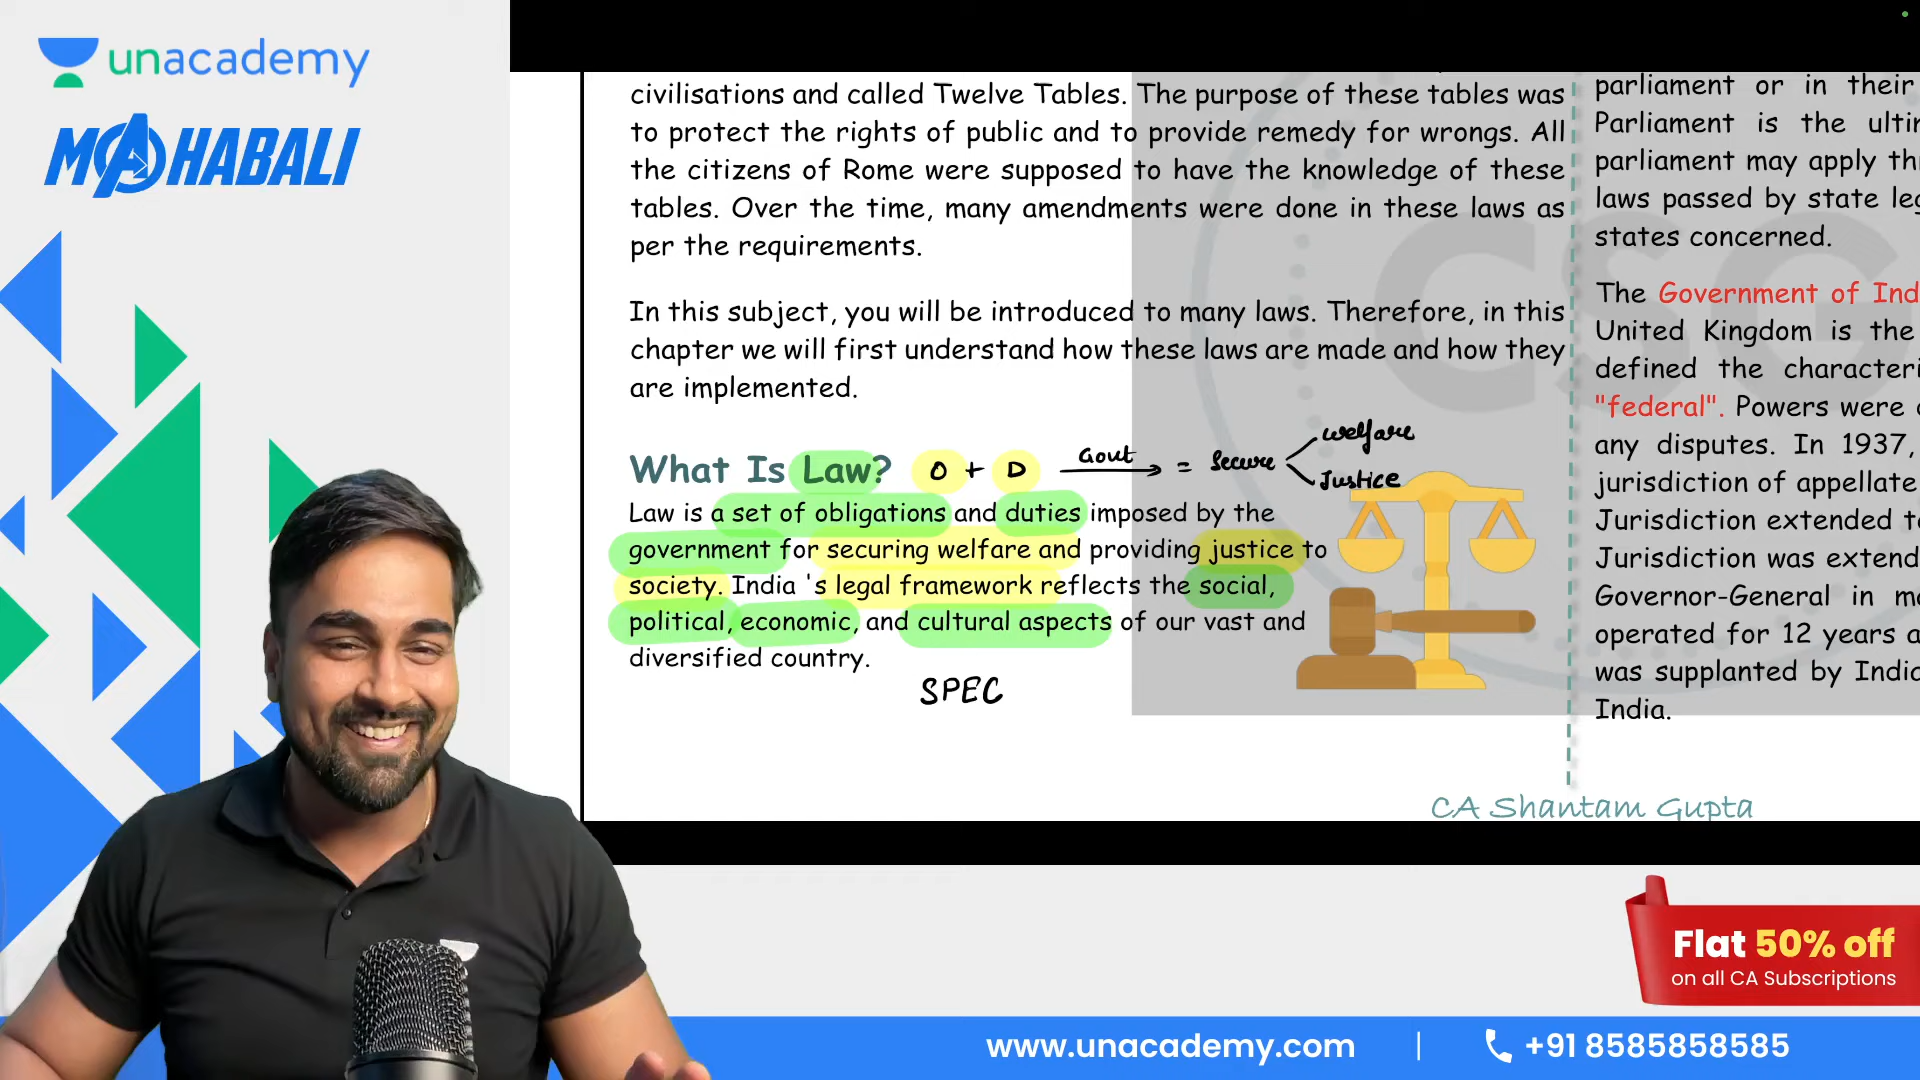 unacademy
MAHABALI
civilisations and called Twelve Tables. The purpose of these tables was
to protect the rights of public and to provide remedy for wrongs. All
the citizens of Rome were supposed to have the knowledge of these
tables. Over the time, many amendments were done in these laws as
per the requirements.
In this subject, you will be introduced to many laws. Therefore, in this
chapter we will first understand how these laws are made and how they
are implemented.
What Is Law? O + D Govt = Secure
Welfare
Justice
Law is a set of obligations and duties imposed by the
government for securing welfare and providing justice to
society. India 's legal framework reflects the social,
political, economic, and cultural aspects of our vast and
diversified country.
SPEC
parliament or in their
Parliament is the
parliament may apply
laws passed by state
states concerned.
The Government of
United Kingdom is the
defined the
"federal". Powers were
any disputes. In 1937,
jurisdiction of appellate
Jurisdiction extended
Jurisdiction was
Governor-General in
operated for 12 years
was supplanted by
India.
CSG
CA Shantam Gupta
Flat 50% off
on all CA Subscriptions
www.unacademy.com | +91 8585858585